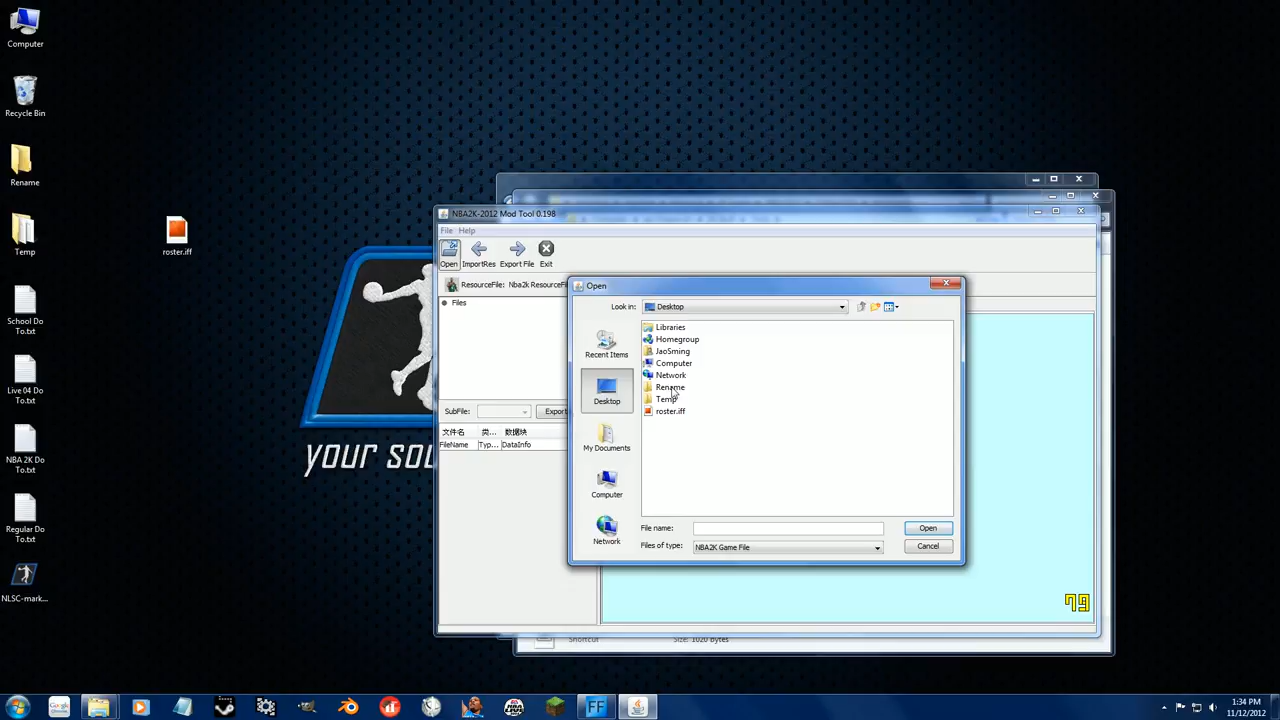 Computer
Recycle Bin
Rename
Temp
School Do
To.txt
Live 04 Do
To.txt
NBA 2K Do
To.txt
Regular Do
To.txt
NLSC-mark...
roster.iff
your so
NBA2K-2012 Mod Tool 0.198
File Help
Open ImportRes Export File Exit
ResourceFile: Nba2k ResourceFi
Files
SubFile: Export
文件名 类... 数据块
FileName Typ... DataInfo
Open
Look in: Desktop
Recent Items
Desktop
My Documents
Computer
Network
Libraries
Homegroup
JaoSming
Computer
Network
Rename
Temp
roster.iff
File name: Open
Files of type: NBA2K Game File Cancel
79
Shortcut Size: 1020 bytes
FF
1:34 PM
11/12/2012